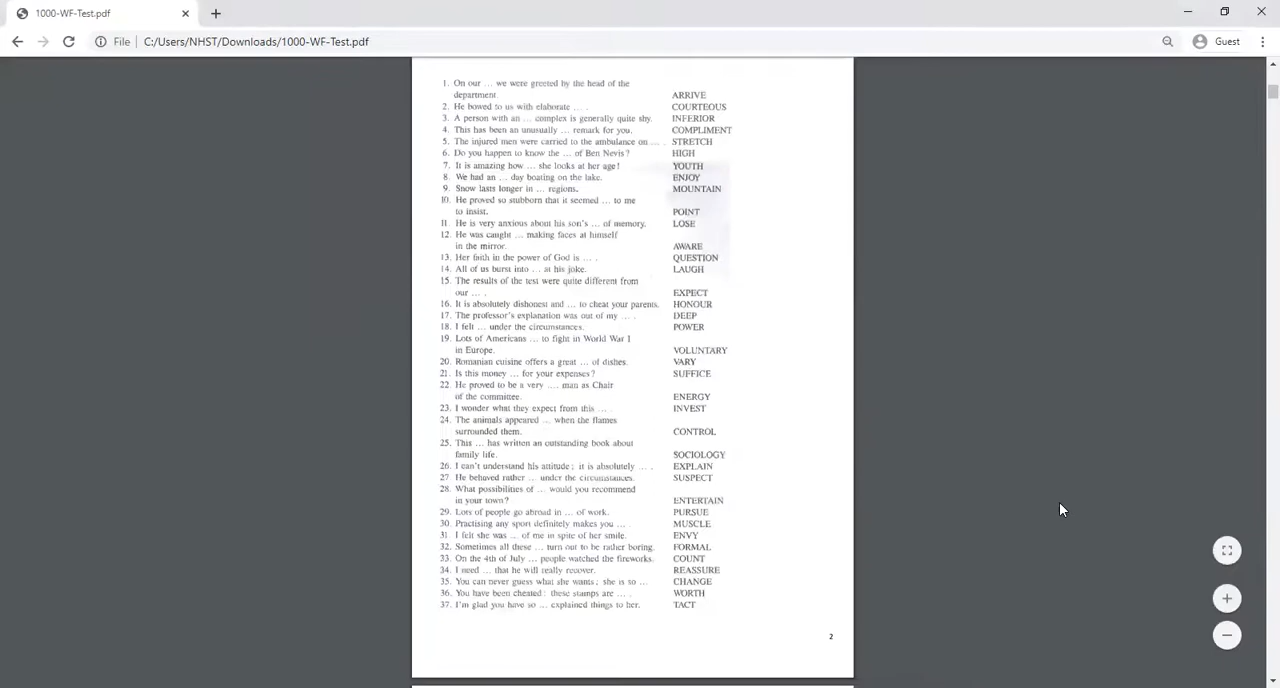 1000-WF-Test.pdf
File C:/Users/NHST/Downloads/1000-WF-Test.pdf
Guest
1. On our ... we were greeted by the head of the
department. ARRIVE
2. He bowed to us with elaborate ... . COURTEOUS
3. A person with an ... complex is generally quite shy. INFERIOR
4. This has been an unusually ... remark for you. COMPLIMENT
5. The injured men were carried to the ambulance on ... . STRETCH
6. Do you happen to know the ... of Ben Nevis? HIGH
7. It is amazing how ... she looks at her age! YOUTH
8. We had an ... day boating on the lake. ENJOY
9. Snow lasts longer in ... regions. MOUNTAIN
10. He proved so stubborn that it seemed ... to me
to insist. POINT
11. He is very anxious about his son's ... of memory. LOSE
12. He was caught ... making faces at himself
in the mirror. AWARE
13. Her faith in the power of God is ... . QUESTION
14. All of us burst into ... at his joke. LAUGH
15. The results of the test were quite different from
our ... . EXPECT
16. It is absolutely dishonest and ... to cheat your parents. HONOUR
17. The professor's explanation was out of my ... . DEEP
18. I felt ... under the circumstances. POWER
19. Lots of Americans ... to fight in World War I
in Europe. VOLUNTARY
20. Romanian cuisine offers a great ... of dishes. VARY
21. Is this money ... for your expenses? SUFFICE
22. He proved to be a very .... man as Chair
of the committee. ENERGY
23. I wonder what they expect from this ... . INVEST
24. The animals appeared ... when the flames
surrounded them. CONTROL
25. This ... has written an outstanding book about
family life. SOCIOLOGY
26. I can't understand his attitude; it is absolutely ... . EXPLAIN
27. He behaved rather ... under the circumstances. SUSPECT
28. What possibilities of ... would you recommend
in your town? ENTERTAIN
29. Lots of people go abroad in ... of work. PURSUE
30. Practising any sport definitely makes you ... . MUSCLE
31. I felt she was ... of me in spite of her smile. ENVY
32. Sometimes all these ... turn out to be rather boring. FORMAL
33. On the 4th of July ... people watched the fireworks. COUNT
34. I need ... that he will really recover. REASSURE
35. You can never guess what she wants; she is so ... CHANGE
36. You have been cheated: these stamps are ... . WORTH
37. I'm glad you have so ... explained things to her. TACT
2